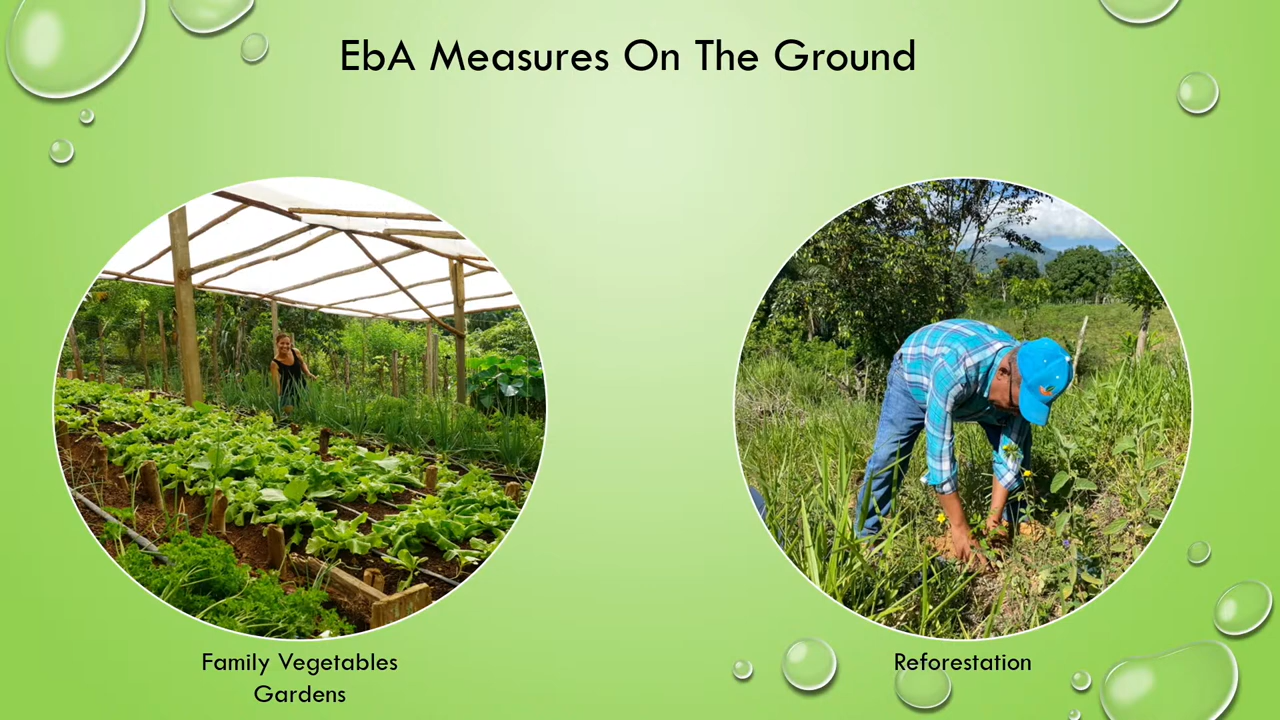 EbA Measures On The Ground
Family Vegetables
Gardens
Reforestation